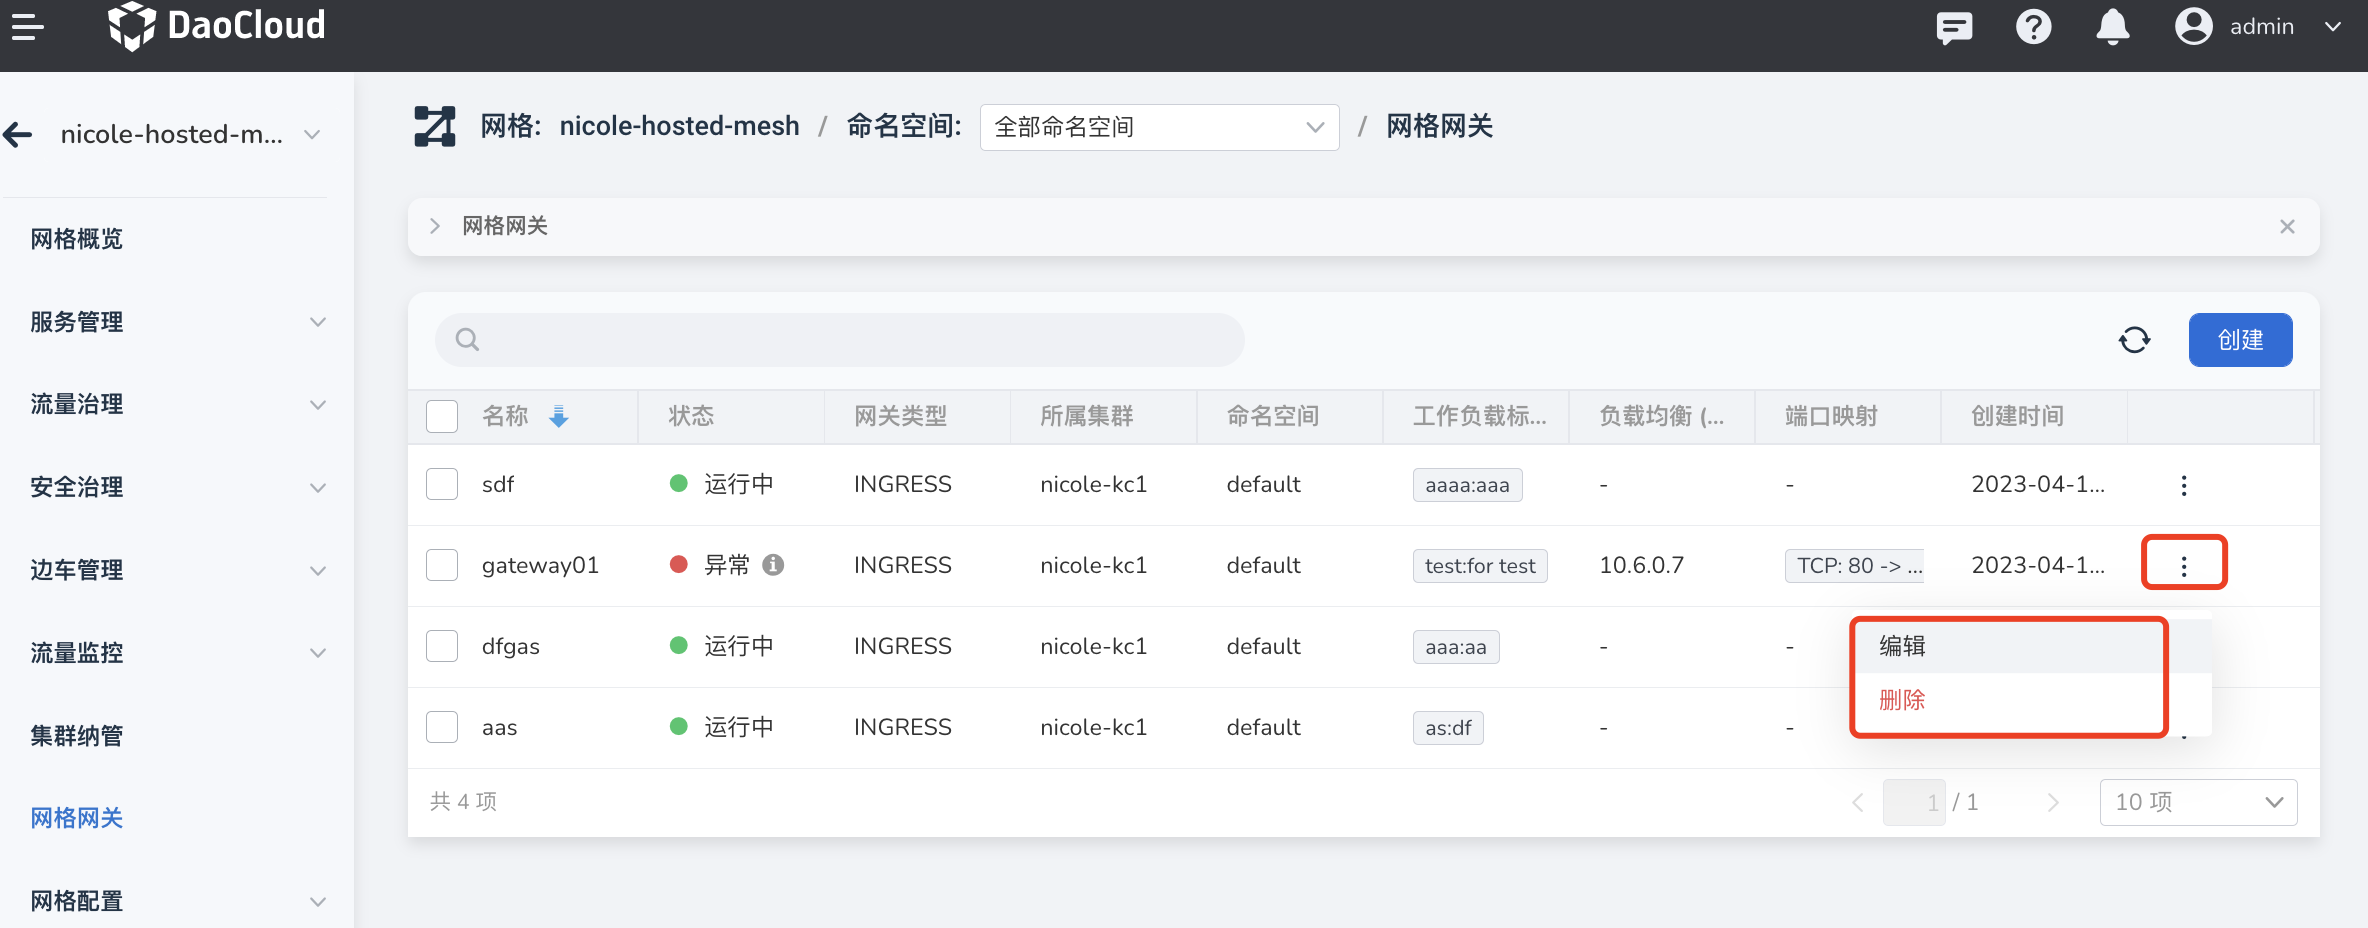 DaoCloud
admin
nicole-hosted-m...
网格: nicole-hosted-mesh / 命名空间: 全部命名空间 / 网格网关
网格概览
服务管理
流量治理
安全治理
边车管理
流量监控
集群纳管
网格网关
网格配置
网格网关
创建
名称 状态 网关类型 所属集群 命名空间 工作负载标... 负载均衡 (... 端口映射 创建时间
sdf 运行中 INGRESS nicole-kc1 default aaaa:aaa - - 2023-04-1...
gateway01 异常 INGRESS nicole-kc1 default test:for test 10.6.0.7 TCP: 80 -> ... 2023-04-1...
dfgas 运行中 INGRESS nicole-kc1 default aaa:aa - -
aas 运行中 INGRESS nicole-kc1 default as:df - -
编辑
删除
共 4 项
1 / 1
10 项